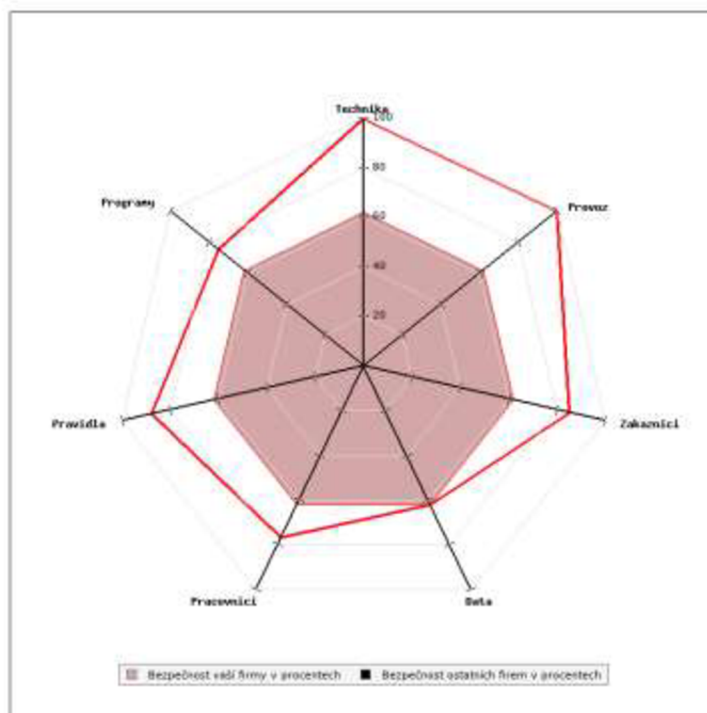 Technika
100
80
Programy
Provoz
60
40
20
Pravidla
Zakaznici
Pracovnici
Data
Bezpečnost vaší firmy v procentech
Bezpečnost ostatních firem v procentech